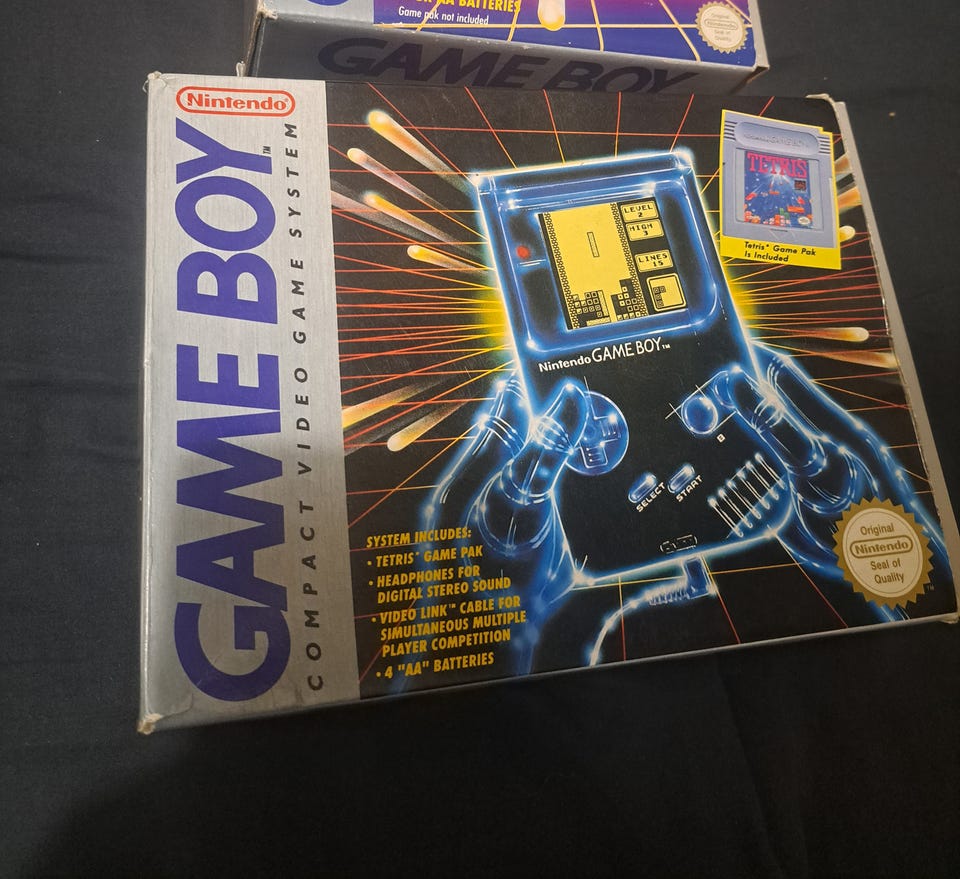 AA BATTERIES
Game pak not included
Original
Nintendo
Seal of
Quality
GAME BOY
Nintendo®
GAME BOY™
COMPACT VIDEO GAME SYSTEM
TETRIS
Tetris® Game Pak
Is Included
LEVEL
2
HIGH
3
LINES
15
Nintendo GAME BOY™
B
SELECT
START
SYSTEM INCLUDES:
• TETRIS® GAME PAK
• HEADPHONES FOR
DIGITAL STEREO SOUND
• VIDEO LINK™ CABLE FOR
SIMULTANEOUS MULTIPLE
PLAYER COMPETITION
• 4 "AA" BATTERIES
Original
Nintendo
Seal of
Quality
TM